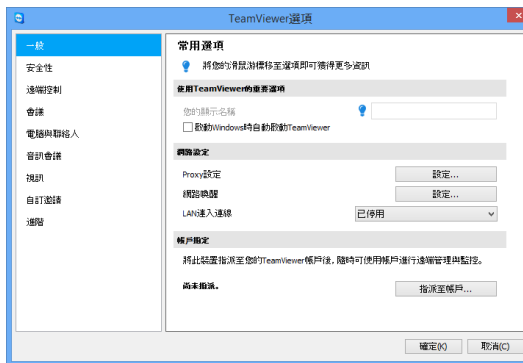 TeamViewer選項
一般
安全性
遠端控制
會議
電腦與聯絡人
音訊會議
視訊
自訂邀請
進階
常用選項
將您的滑鼠游標移至選項即可獲得更多資訊
使用TeamViewer的重要選項
您的顯示名稱
啟動Windows時自動啟動TeamViewer
網路設定
Proxy設定 設定...
網路喚醒 設定...
LAN連入連線 已停用
帳戶指定
將此裝置指派至您的TeamViewer帳戶後，隨時可使用帳戶進行遠端管理與監控。
尚未指派。 指派至帳戶...
確定(K) 取消(C)